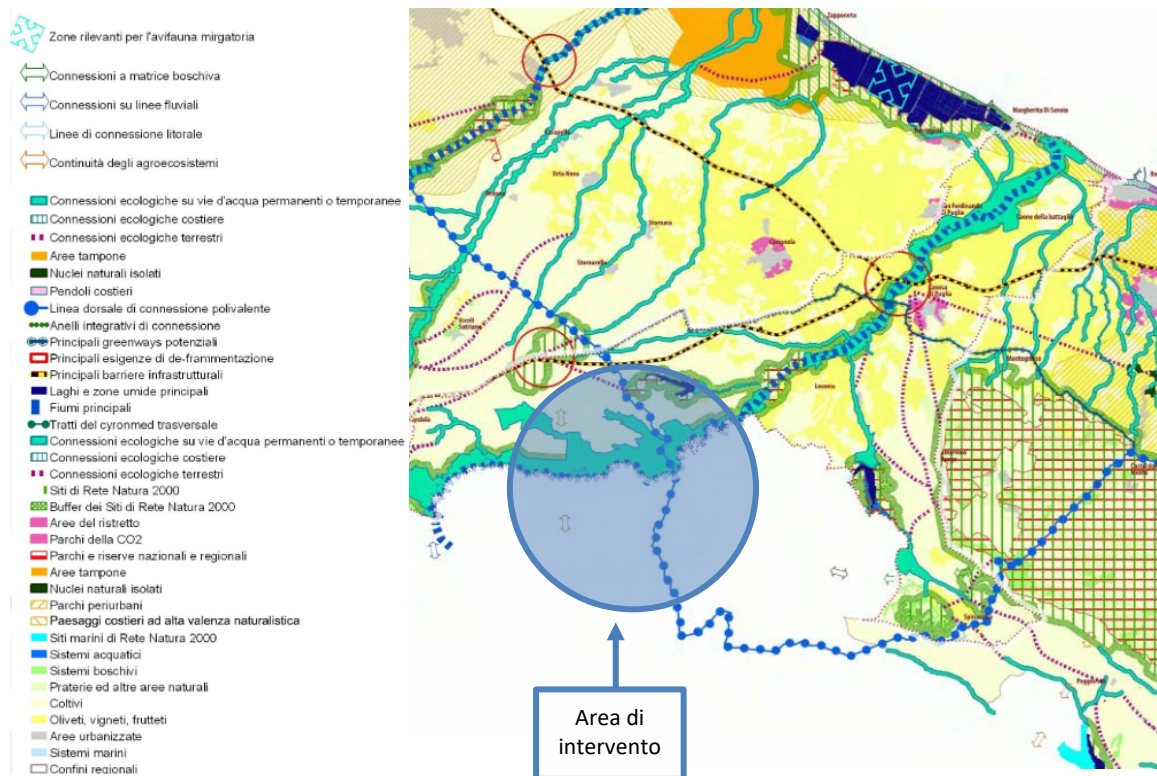 Zone rilevanti per l'avifauna mirgatoria
Connessioni a matrice boschiva
Connessioni su linee fluviali
Linee di connessione litorale
Continuità degli agroecosistemi
Connessioni ecologiche su vie d'acqua permanenti o temporanee
Connessioni ecologiche costiere
Connessioni ecologiche terrestri
Aree tampone
Nuclei naturali isolati
Pendoli costieri
Linea dorsale di connessione polivalente
Anelli integrativi di connessione
Principali greenways potenziali
Principali esigenze di de-frammentazione
Principali barriere infrastrutturali
Laghi e zone umide principali
Fiumi principali
Tratti del cyronmed trasversale
Connessioni ecologiche su vie d'acqua permanenti o temporanee
Connessioni ecologiche costiere
Connessioni ecologiche terrestri
Siti di Rete Natura 2000
Buffer dei Siti di Rete Natura 2000
Aree del ristretto
Parchi della CO2
Parchi e riserve nazionali e regionali
Aree tampone
Nuclei naturali isolati
Parchi periurbani
Paesaggi costieri ad alta valenza naturalistica
Siti marini di Rete Natura 2000
Sistemi acquatici
Sistemi boschivi
Praterie ed altre aree naturali
Coltivi
Oliveti, vigneti, frutteti
Aree urbanizzate
Sistemi marini
Confini regionali
Zapponeta
Margherita Di Savoia
Orta Nova
Stornara
San Ferdinando
di Puglia
Canne della battaglia
Cerignola
Stornarella
Canosa
di Puglia
Ascoli
Satriano
Lavonia
Candela
Area di
intervento